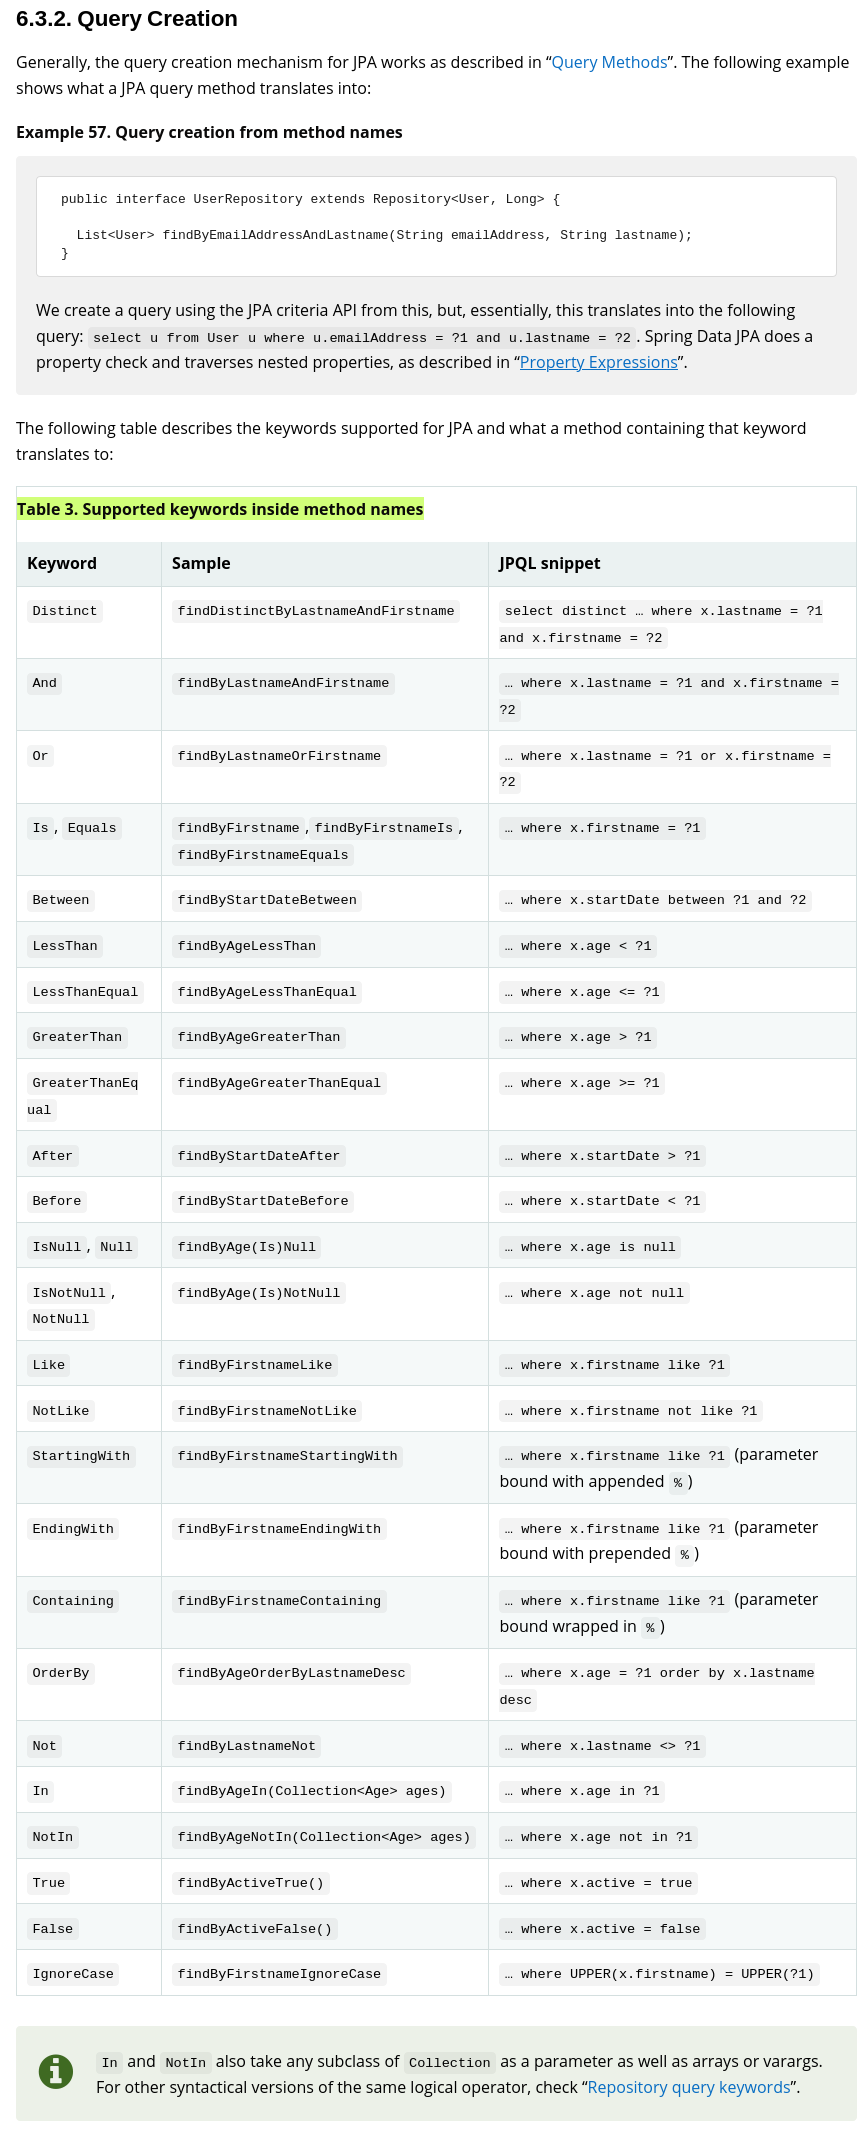 6.3.2. Query Creation
Generally, the query creation mechanism for JPA works as described in “Query Methods”. The following example
shows what a JPA query method translates into:
Example 57. Query creation from method names
public interface UserRepository extends Repository<User, Long> {
List<User> findByEmailAddressAndLastname(String emailAddress, String lastname);
}
We create a query using the JPA criteria API from this, but, essentially, this translates into the following
query: select u from User u where u.emailAddress = ?1 and u.lastname = ?2. Spring Data JPA does a
property check and traverses nested properties, as described in “Property Expressions”.
The following table describes the keywords supported for JPA and what a method containing that keyword
translates to:
Table 3. Supported keywords inside method names
Keyword Sample JPQL snippet
Distinct findDistinctByLastnameAndFirstname select distinct … where x.lastname = ?1
and x.firstname = ?2
And findByLastnameAndFirstname … where x.lastname = ?1 and x.firstname =
?2
Or findByLastnameOrFirstname … where x.lastname = ?1 or x.firstname =
?2
Is, Equals findByFirstname,findByFirstnameIs, … where x.firstname = ?1
findByFirstnameEquals
Between findByStartDateBetween … where x.startDate between ?1 and ?2
LessThan findByAgeLessThan … where x.age < ?1
LessThanEqual findByAgeLessThanEqual … where x.age <= ?1
GreaterThan findByAgeGreaterThan … where x.age > ?1
GreaterThanEq findByAgeGreaterThanEqual … where x.age >= ?1
ual
After findByStartDateAfter … where x.startDate > ?1
Before findByStartDateBefore … where x.startDate < ?1
IsNull, Null findByAge(Is)Null … where x.age is null
IsNotNull, findByAge(Is)NotNull … where x.age not null
NotNull
Like findByFirstnameLike … where x.firstname like ?1
NotLike findByFirstnameNotLike … where x.firstname not like ?1
StartingWith findByFirstnameStartingWith … where x.firstname like ?1 (parameter
bound with appended %)
EndingWith findByFirstnameEndingWith … where x.firstname like ?1 (parameter
bound with prepended %)
Containing findByFirstnameContaining … where x.firstname like ?1 (parameter
bound wrapped in %)
OrderBy findByAgeOrderByLastnameDesc … where x.age = ?1 order by x.lastname
desc
Not findByLastnameNot … where x.lastname <> ?1
In findByAgeIn(Collection<Age> ages) … where x.age in ?1
NotIn findByAgeNotIn(Collection<Age> ages) … where x.age not in ?1
True findByActiveTrue() … where x.active = true
False findByActiveFalse() … where x.active = false
IgnoreCase findByFirstnameIgnoreCase … where UPPER(x.firstname) = UPPER(?1)
In and NotIn also take any subclass of Collection as a parameter as well as arrays or varargs.
For other syntactical versions of the same logical operator, check “Repository query keywords”.